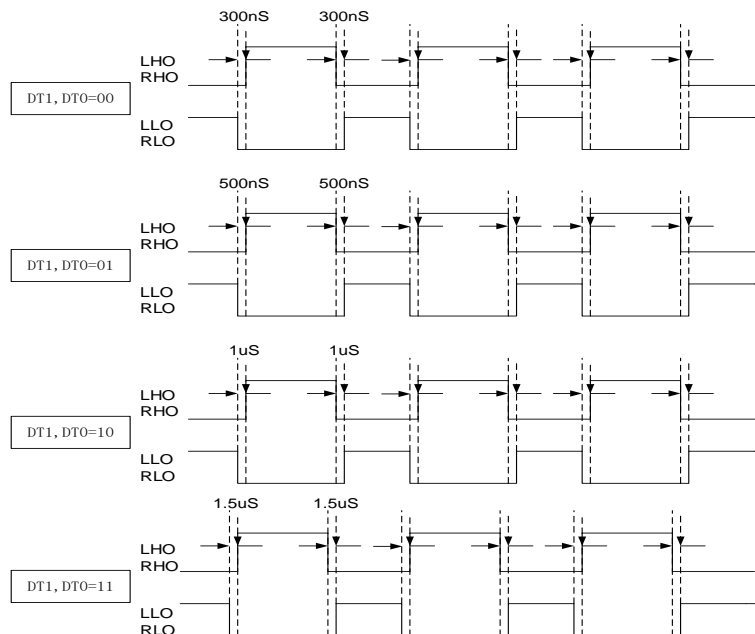 300nS 300nS
LHO
RHO
DT1,DT0=00
LLO
RLO
500nS 500nS
LHO
RHO
DT1,DT0=01
LLO
RLO
1uS 1uS
LHO
RHO
DT1,DT0=10
LLO
RLO
1.5uS 1.5uS
LHO
RHO
DT1,DT0=11
LLO
RLO